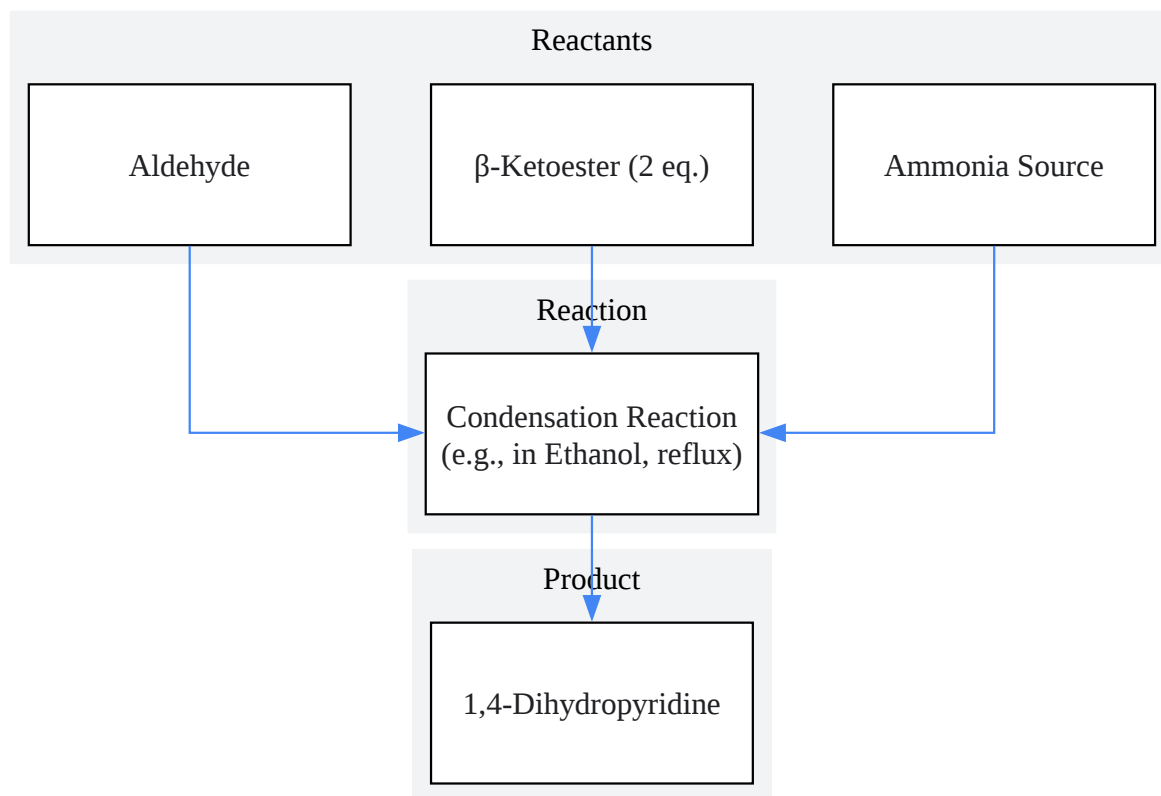 Reactants
Aldehyde
β-Ketoester (2 eq.)
Ammonia Source
Reaction
Condensation Reaction
(e.g., in Ethanol, reflux)
Product
1,4-Dihydropyridine